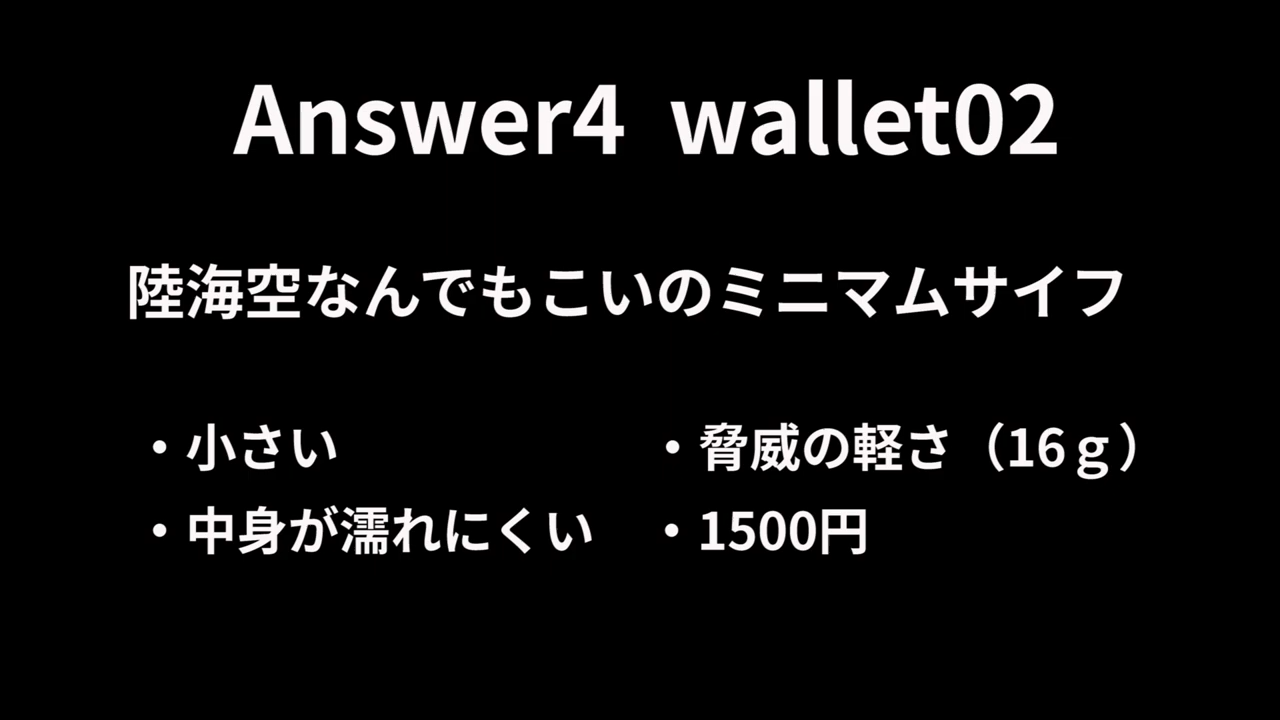 Answer4 wallet02
陸海空なんでもこいのミニマムサイフ
・小さい
・脅威の軽さ（16ｇ）
・中身が濡れにくい
・1500円